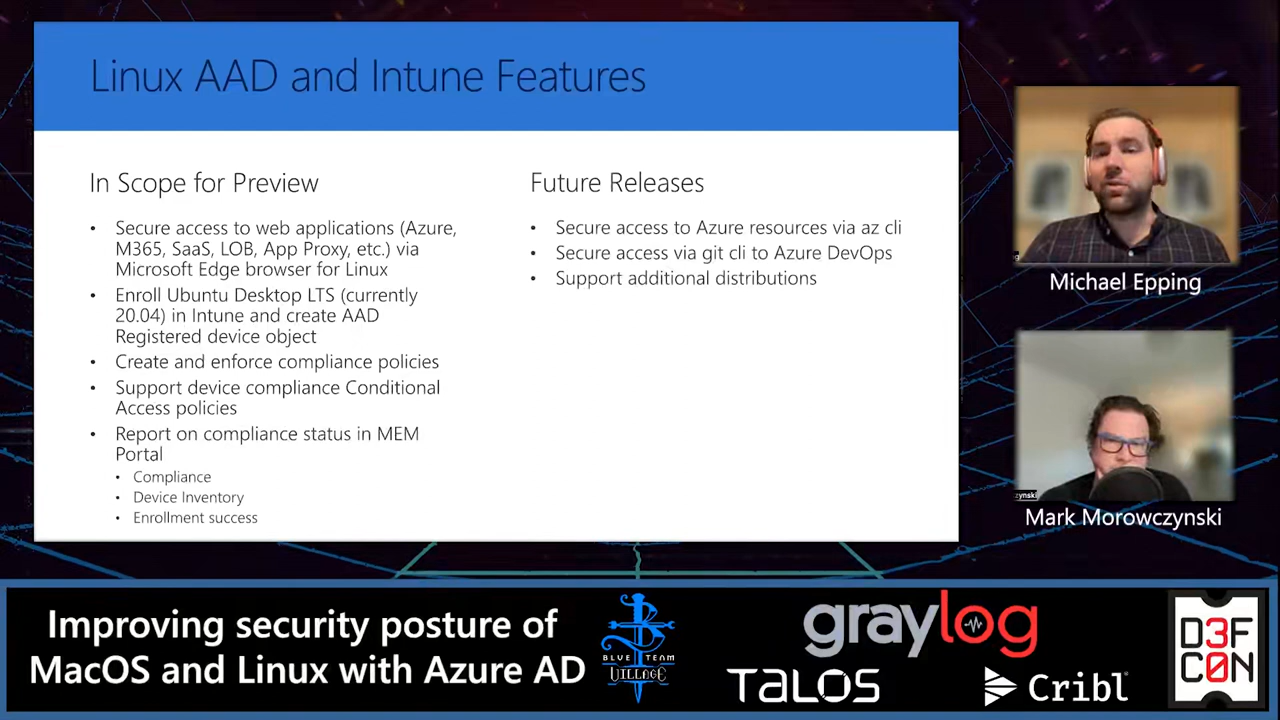 Linux AAD and Intune Features
In Scope for Preview
• Secure access to web applications (Azure,
M365, SaaS, LOB, App Proxy, etc.) via
Microsoft Edge browser for Linux
• Enroll Ubuntu Desktop LTS (currently
20.04) in Intune and create AAD
Registered device object
• Create and enforce compliance policies
• Support device compliance Conditional
Access policies
• Report on compliance status in MEM
Portal
• Compliance
• Device Inventory
• Enrollment success
Future Releases
• Secure access to Azure resources via az cli
• Secure access via git cli to Azure DevOps
• Support additional distributions
Michael Epping
zynski
Mark Morowczynski
Improving security posture of
MacOS and Linux with Azure AD
BLUE TEAM
VILLAGE
graylog
TALOS
Cribl
D3F
C0N